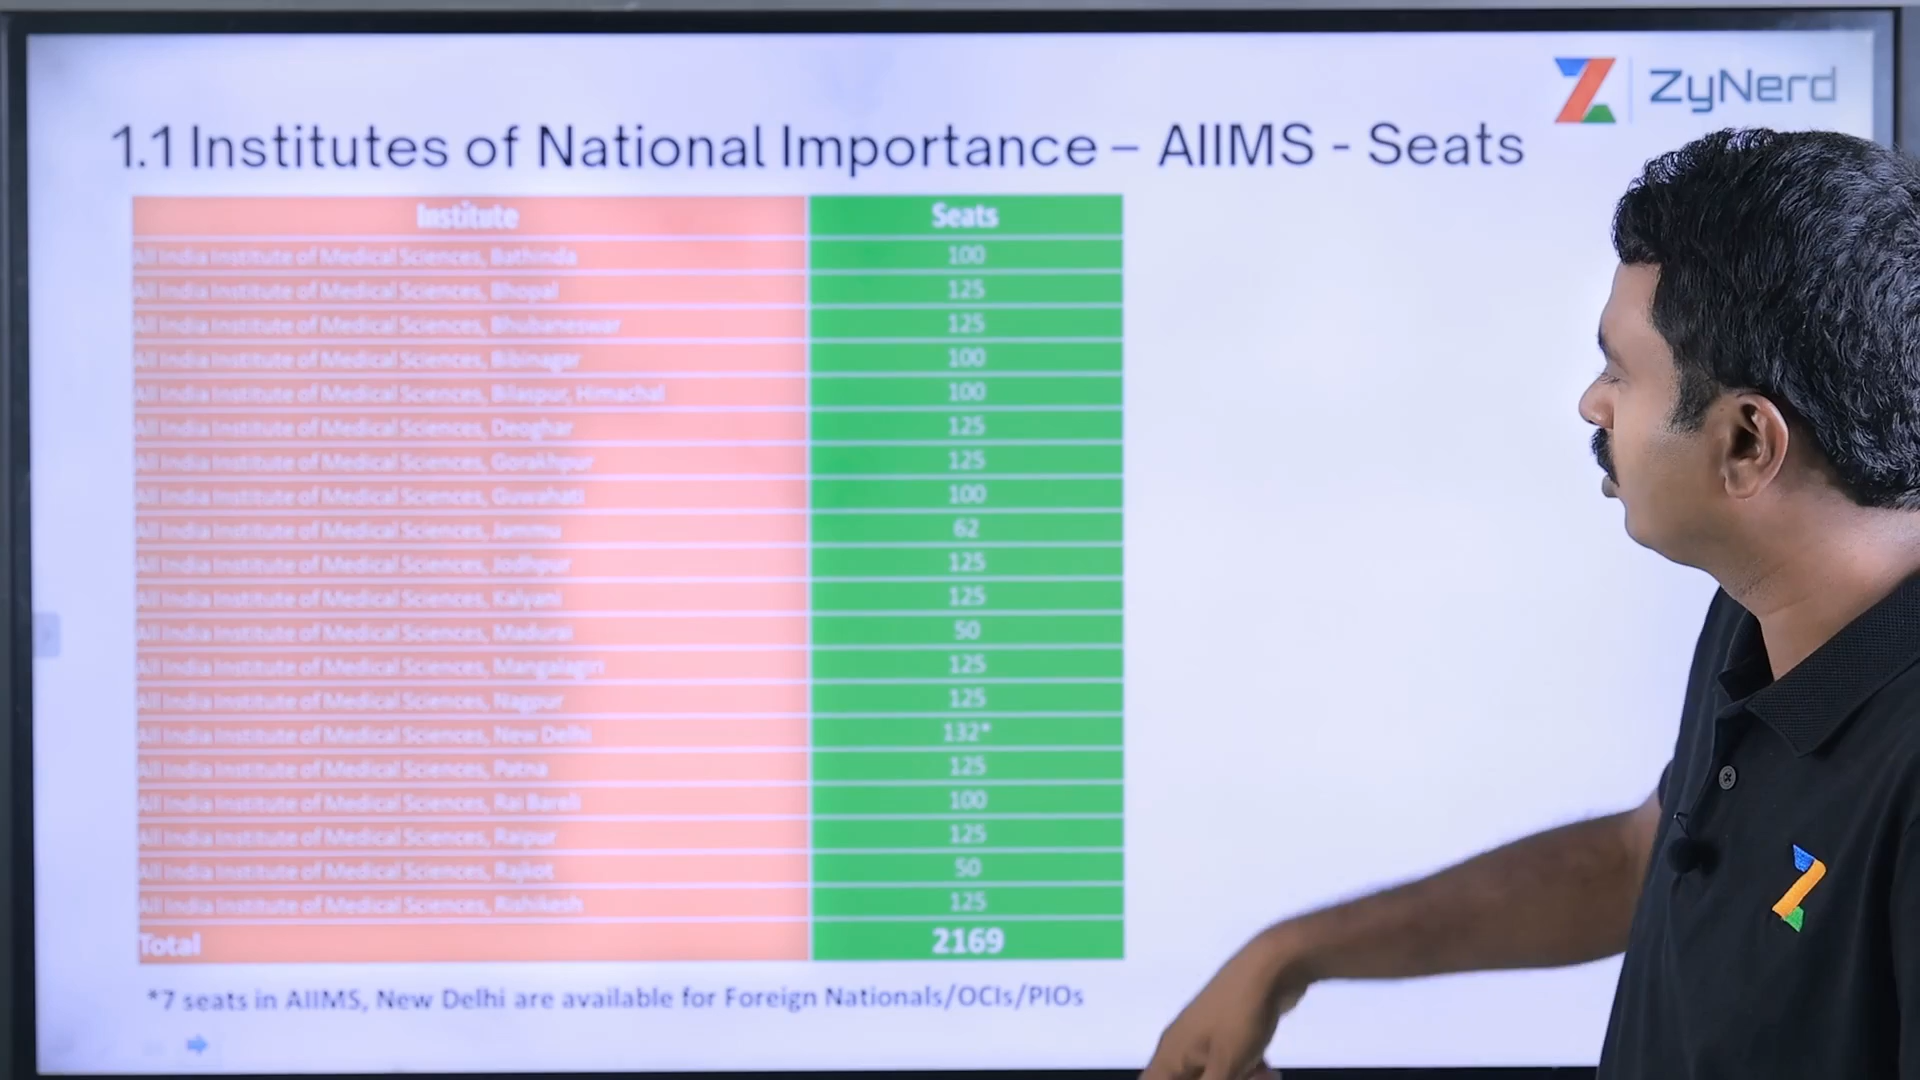 ZyNerd
1.1 Institutes of National Importance – AIIMS - Seats
Institute Seats
All India Institute of Medical Sciences, Bathinda 100
All India Institute of Medical Sciences, Bhopal 125
All India Institute of Medical Sciences, Bhubaneswar 125
All India Institute of Medical Sciences, Bibinagar 100
All India Institute of Medical Sciences, Bilaspur, Himachal 100
All India Institute of Medical Sciences, Deoghar 125
All India Institute of Medical Sciences, Gorakhpur 125
All India Institute of Medical Sciences, Guwahati 100
All India Institute of Medical Sciences, Jammu 62
All India Institute of Medical Sciences, Jodhpur 125
All India Institute of Medical Sciences, Kalyani 125
All India Institute of Medical Sciences, Madurai 50
All India Institute of Medical Sciences, Mangalagiri 125
All India Institute of Medical Sciences, Nagpur 125
All India Institute of Medical Sciences, New Delhi 132*
All India Institute of Medical Sciences, Patna 125
All India Institute of Medical Sciences, Rai Bareli 100
All India Institute of Medical Sciences, Raipur 125
All India Institute of Medical Sciences, Rajkot 50
All India Institute of Medical Sciences, Rishikesh 125
Total 2169
*7 seats in AIIMS, New Delhi are available for Foreign Nationals/OCIs/PIOs